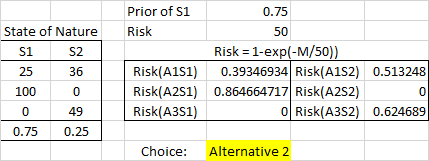 Prior of S1 0.75
State of Nature Risk 50
S1 S2 Risk = 1-exp(-M/50))
25 36 Risk(A1S1) 0.39346934 Risk(A1S2) 0.513248
100 0 Risk(A2S1) 0.864664717 Risk(A2S2) 0
0 49 Risk(A3S1) 0 Risk(A3S2) 0.624689
0.75 0.25
Choice: Alternative 2